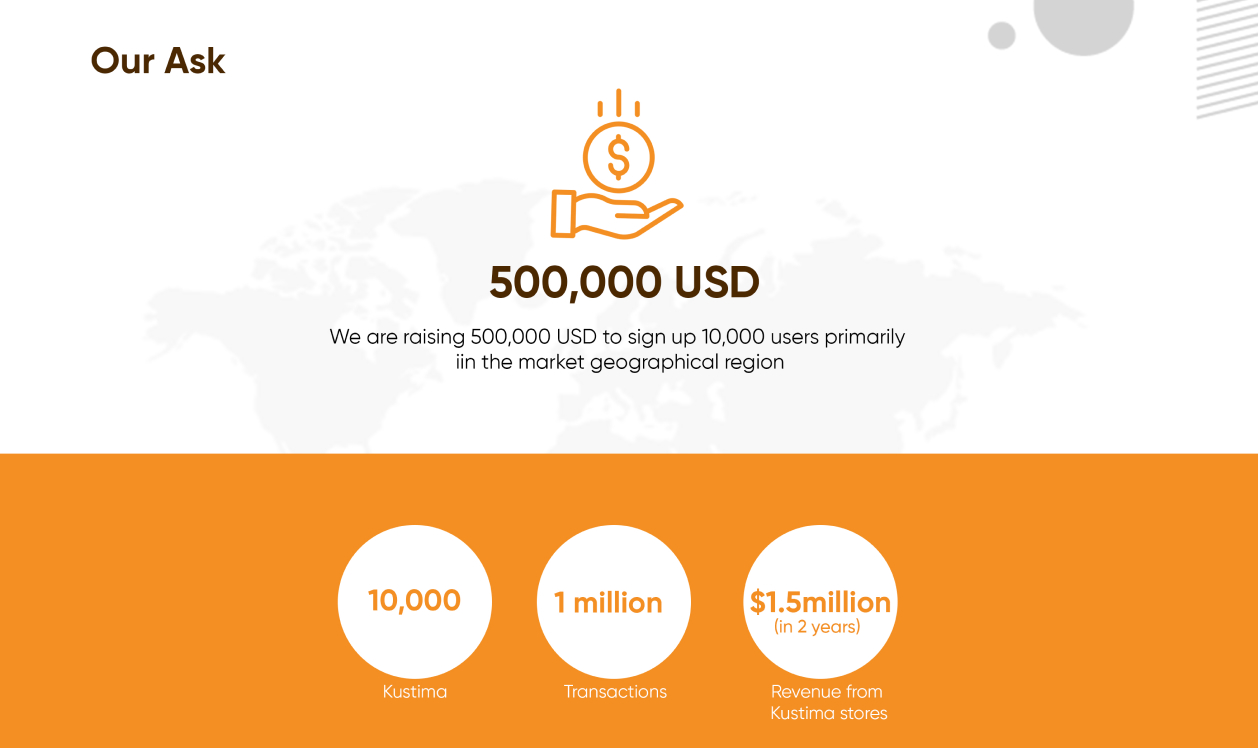 Our Ask
$
500,000 USD
We are raising 500,000 USD to sign up 10,000 users primarily
iin the market geographical region
10,000
1 million
$1.5million
(in 2 years)
Kustima
Transactions
Revenue from
Kustima stores